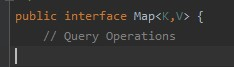 public interface Map<K,V> {
// Query Operations